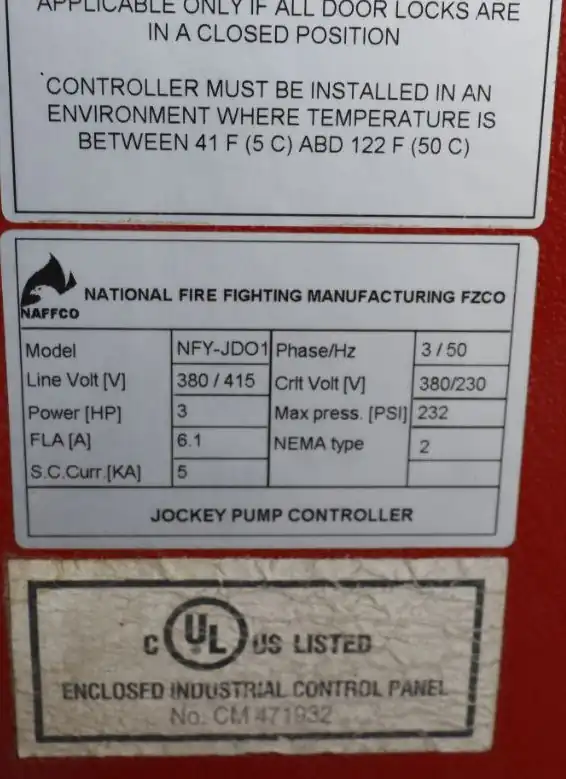 APPLICABLE ONLY IF ALL DOOR LOCKS ARE
IN A CLOSED POSITION
CONTROLLER MUST BE INSTALLED IN AN
ENVIRONMENT WHERE TEMPERATURE IS
BETWEEN 41 F (5 C) ABD 122 F (50 C)
NAFFCO
NATIONAL FIRE FIGHTING MANUFACTURING FZCO
Model NFY-JDO1 Phase/Hz 3 / 50
Line Volt [V] 380 / 415 Crlt Volt [V] 380/230
Power [HP] 3 Max press. [PSI] 232
FLA [A] 6.1 NEMA type 2
S.C.Curr.[KA] 5
JOCKEY PUMP CONTROLLER
C UL US LISTED
ENCLOSED INDUSTRIAL CONTROL PANEL
No. CM 471932